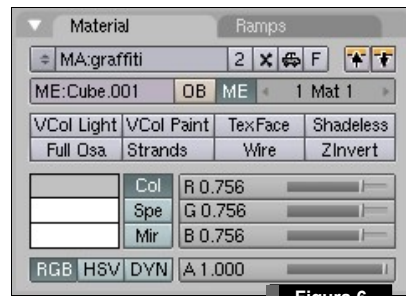 Material Ramps
MA:graffiti 2 F
ME:Cube.001 OB ME 1 Mat 1
VCol Light VCol Paint TexFace Shadeless
Full Osa Strands Wire ZInvert
Col R 0.756
Spe G 0.756
Mir B 0.756
RGB HSV DYN A 1.000
Figure 6